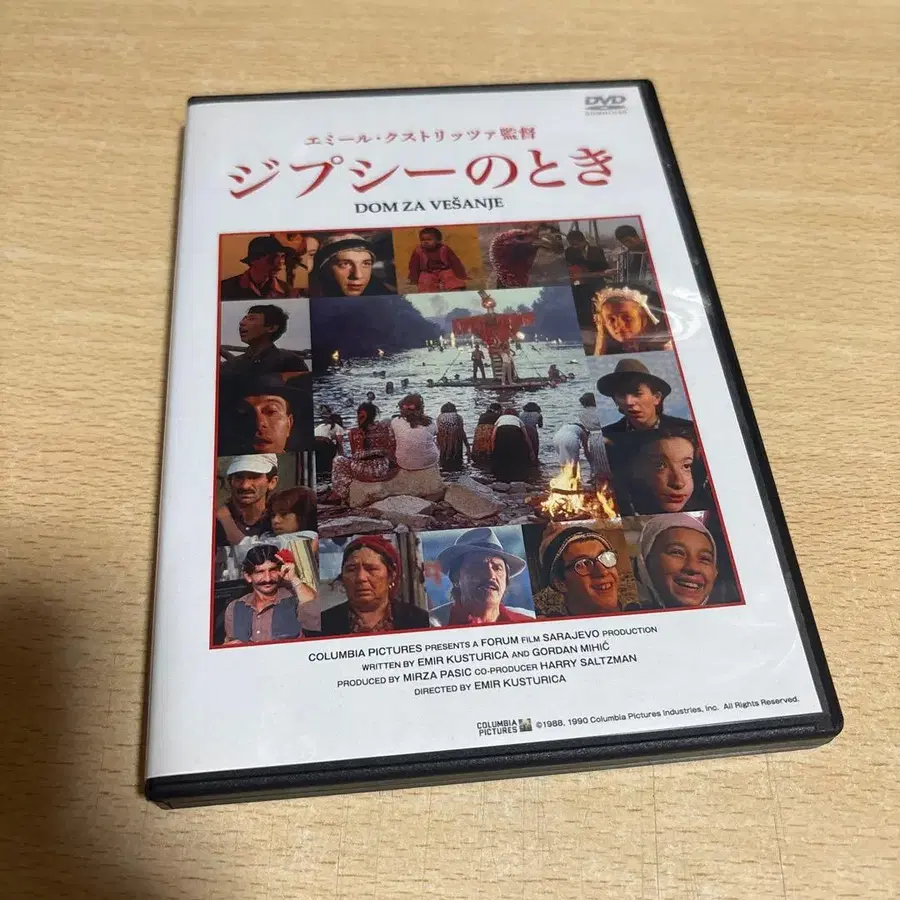 DVD
エミール・クストリッツァ監督
ジプシーのとき
DOM ZA VEŠANJE
COLUMBIA PICTURES PRESENTS A FORUM FILM SARAJEVO PRODUCTION
WRITTEN BY EMIR KUSTURICA AND GORDAN MIHIĆ
PRODUCED BY MIRZA PASIC CO-PRODUCER HARRY SALTZMAN
DIRECTED BY EMIR KUSTURICA
COLUMBIA
PICTURES
©1988, 1990 Columbia Pictures Industries, Inc. All Rights Reserved.